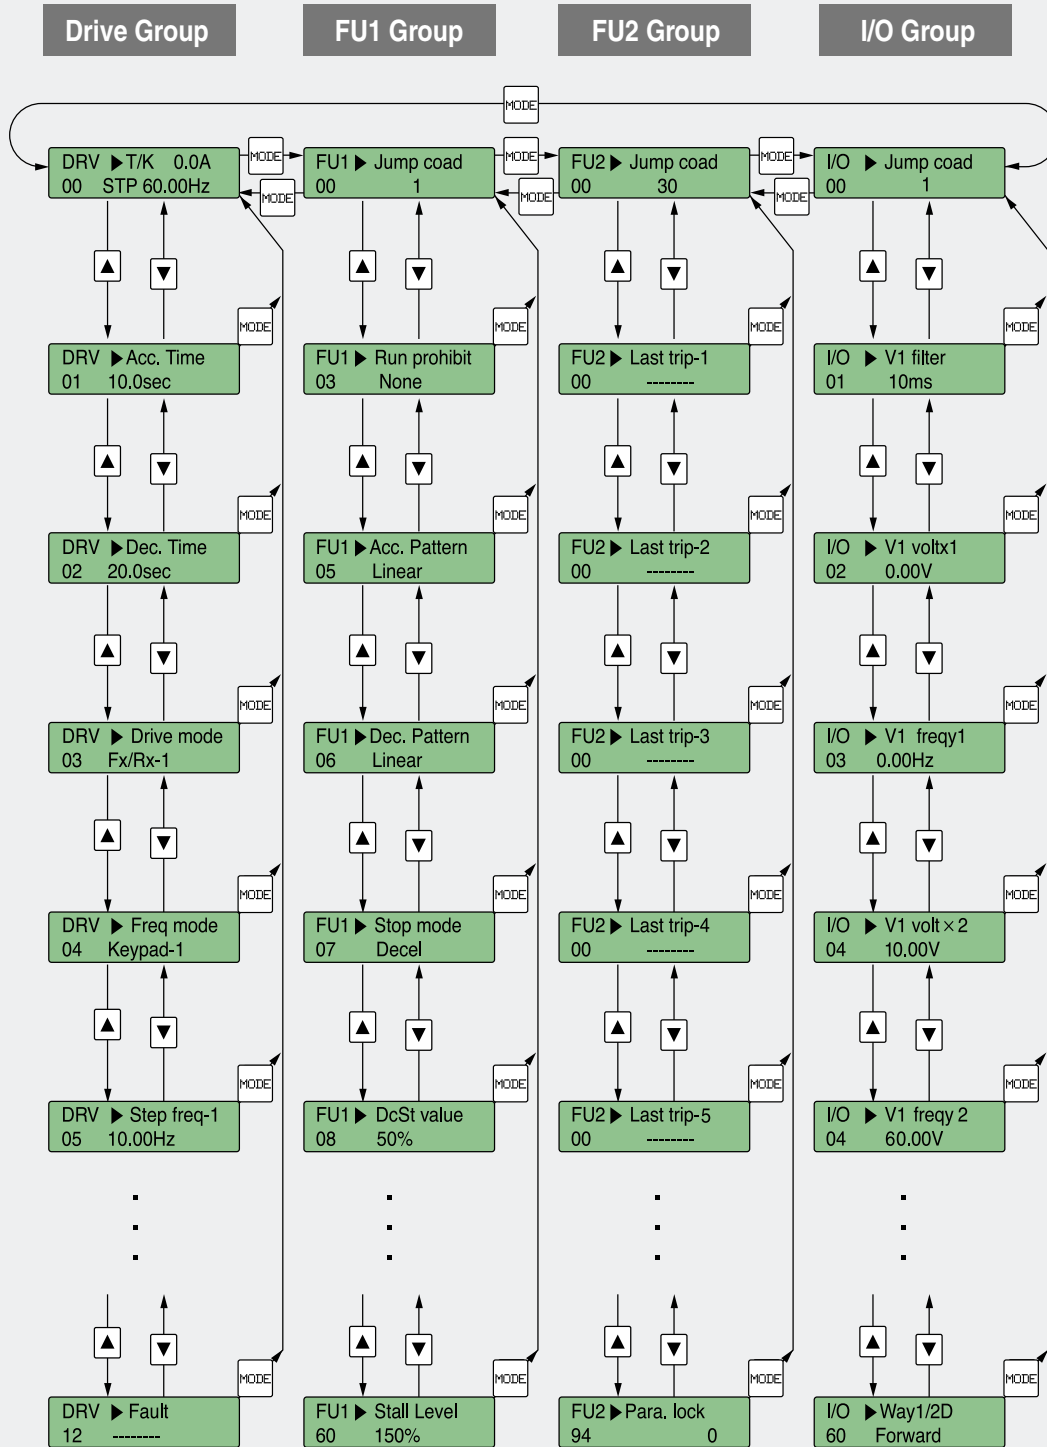 Drive Group
FU1 Group
FU2 Group
I/O Group
MODE
DRV ▶T/K 0.0A
00 STP 60.00Hz
MODE
MODE
FU1▶ Jump coad
00 1
MODE
MODE
FU2▶ Jump coad
00 30
MODE
MODE
I/O ▶ Jump coad
00 1
▲ ▼
▲ ▼
▲ ▼
▲ ▼
MODE
MODE
MODE
MODE
DRV ▶Acc. Time
01 10.0sec
FU1▶ Run prohibit
03 None
FU2▶ Last trip-1
00 --------
I/O ▶ V1 filter
01 10ms
▲ ▼
▲ ▼
▲ ▼
▲ ▼
MODE
MODE
MODE
MODE
DRV ▶Dec. Time
02 20.0sec
FU1▶Acc. Pattern
05 Linear
FU2▶ Last trip-2
00 --------
I/O ▶ V1 voltx1
02 0.00V
▲ ▼
▲ ▼
▲ ▼
▲ ▼
MODE
MODE
MODE
MODE
DRV ▶ Drive mode
03 Fx/Rx-1
FU1▶Dec. Pattern
06 Linear
FU2▶ Last trip-3
00 --------
I/O ▶ V1 freqy1
03 0.00Hz
▲ ▼
▲ ▼
▲ ▼
▲ ▼
MODE
MODE
MODE
MODE
DRV ▶ Freq mode
04 Keypad-1
FU1▶ Stop mode
07 Decel
FU2▶ Last trip-4
00 --------
I/O ▶ V1 volt×2
04 10.00V
▲ ▼
▲ ▼
▲ ▼
▲ ▼
MODE
MODE
MODE
MODE
DRV ▶ Step freq-1
05 10.00Hz
FU1▶ DcSt value
08 50%
FU2▶ Last trip-5
00 --------
I/O ▶ V1 freqy 2
04 60.00V
▲ ▼
▲ ▼
▲ ▼
▲ ▼
MODE
MODE
MODE
MODE
DRV ▶ Fault
12 --------
FU1▶ Stall Level
60 150%
FU2▶Para. lock
94 0
I/O ▶Way1/2D
60 Forward